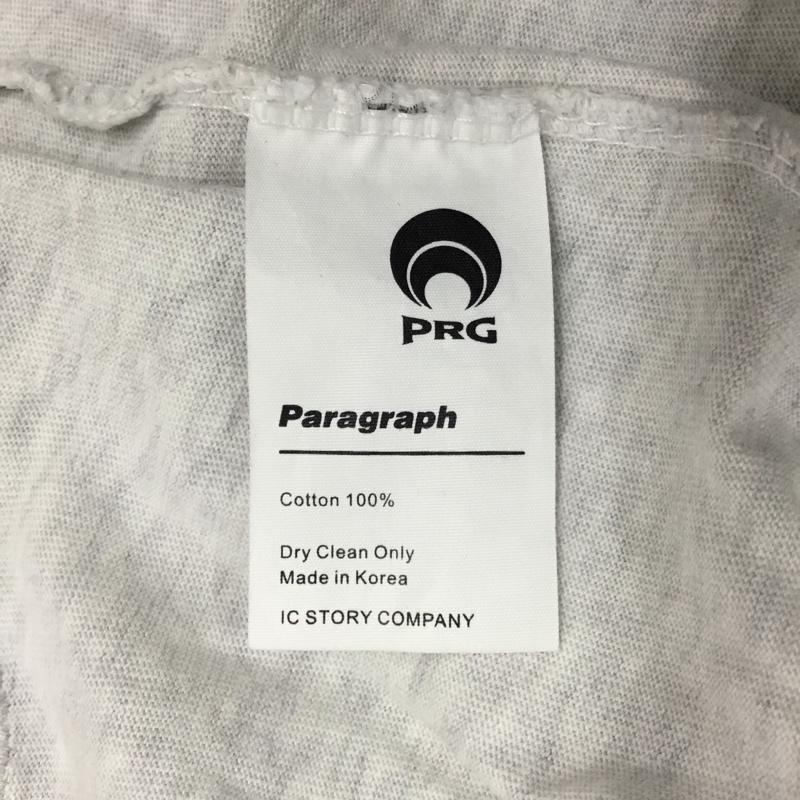 PRG
Paragraph
Cotton 100%
Dry Clean Only
Made in Korea
IC STORY COMPANY